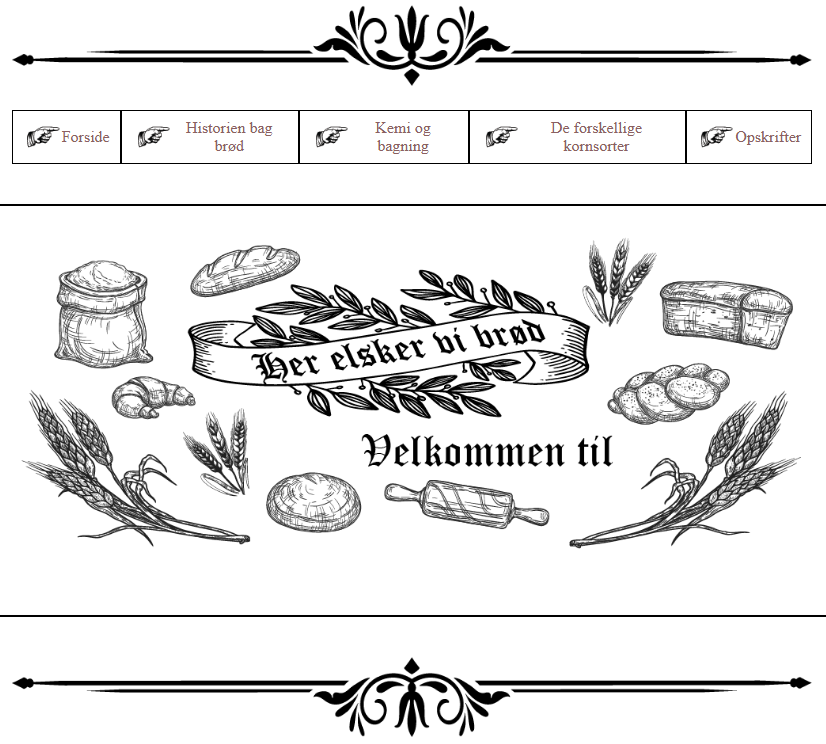 Forside
Historien bag
brød
Kemi og
bagning
De forskellige
kornsorter
Opskrifter
Her elsker vi brød
Velkommen til